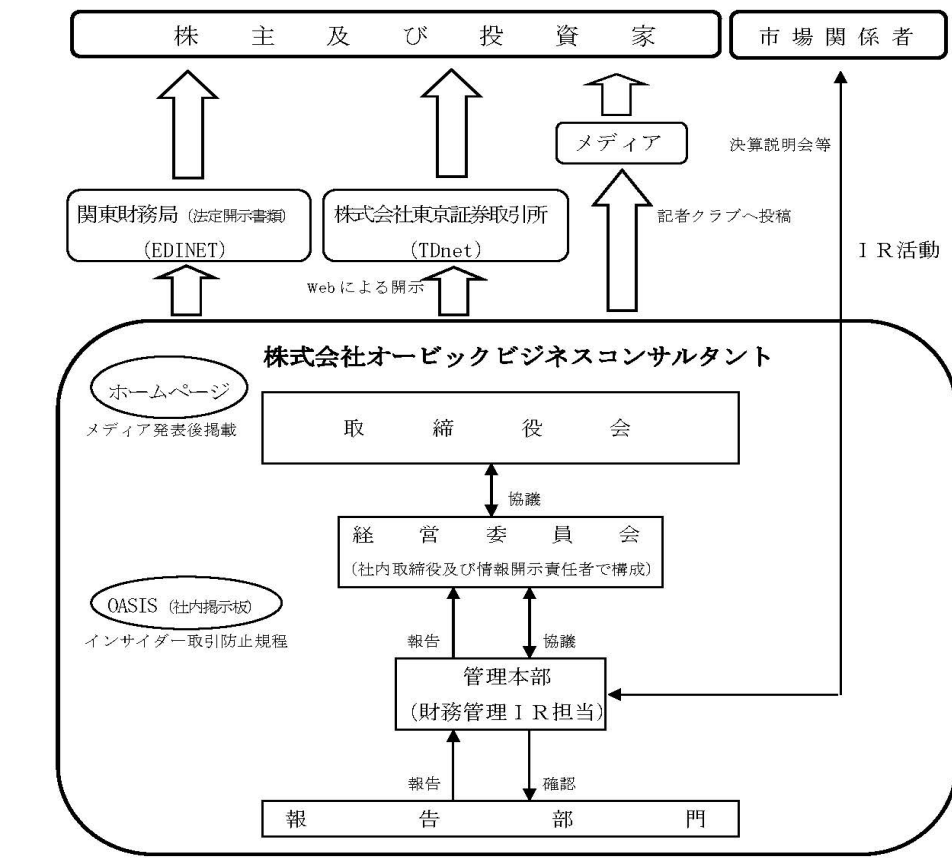 株主及び投資家
市場関係者
メディア
決算説明会等
関東財務局（法定開示書類）
(EDINET)
株式会社東京証券取引所
(TDnet)
記者クラブへ投稿
ＩＲ活動
Webによる開示
株式会社オービックビジネスコンサルタント
ホームページ
メディア発表後掲載
取締役会
協議
経営委員会
（社内取締役及び情報開示責任者で構成）
OASIS（社内掲示板）
インサイダー取引防止規程
報告
協議
管理本部
（財務管理ＩＲ担当）
報告
確認
報告部門